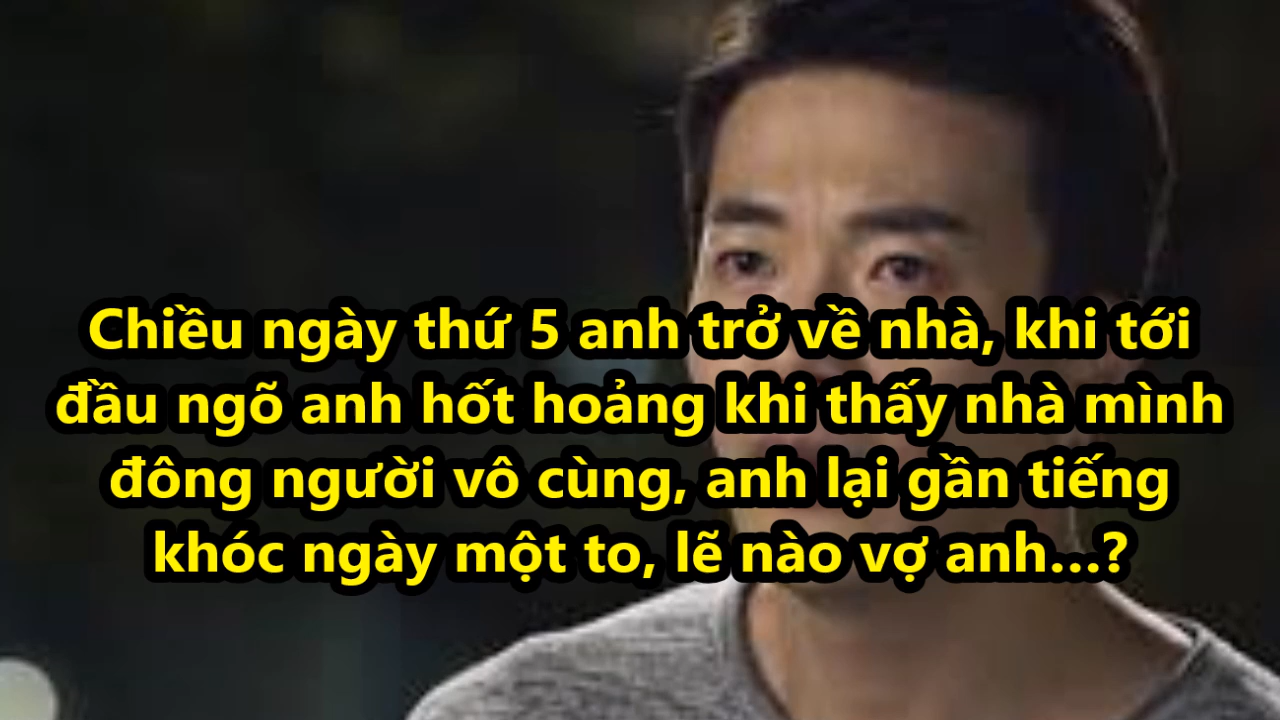 Chiều ngày thứ 5 anh trở về nhà, khi tới
đầu ngõ anh hốt hoảng khi thấy nhà mình
đông người vô cùng, anh lại gần tiếng
khóc ngày một to, lẽ nào vợ anh...?